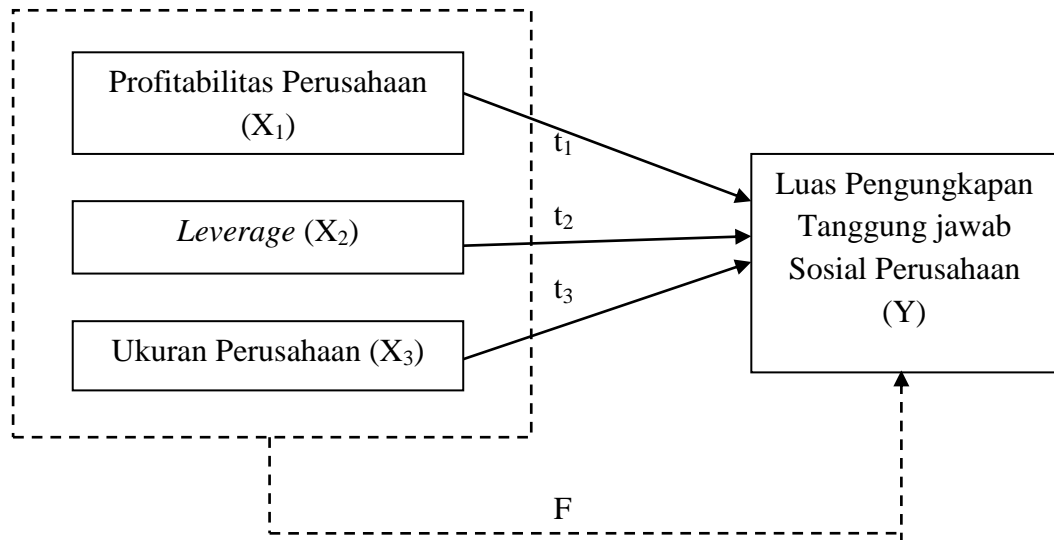 Profitabilitas Perusahaan
(X₁)
t₁
Leverage (X₂)
t₂
Ukuran Perusahaan (X₃)
t₃
Luas Pengungkapan
Tanggung jawab
Sosial Perusahaan
(Y)
F